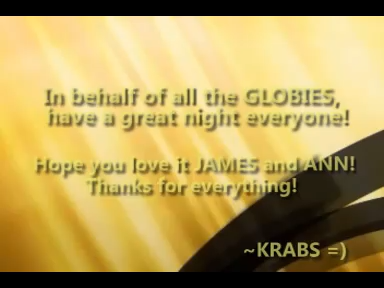 In behalf of all the GLOBIES,
have a great night everyone!
Hope you love it JAMES and ANN!
Thanks for everything!
~KRABS =)